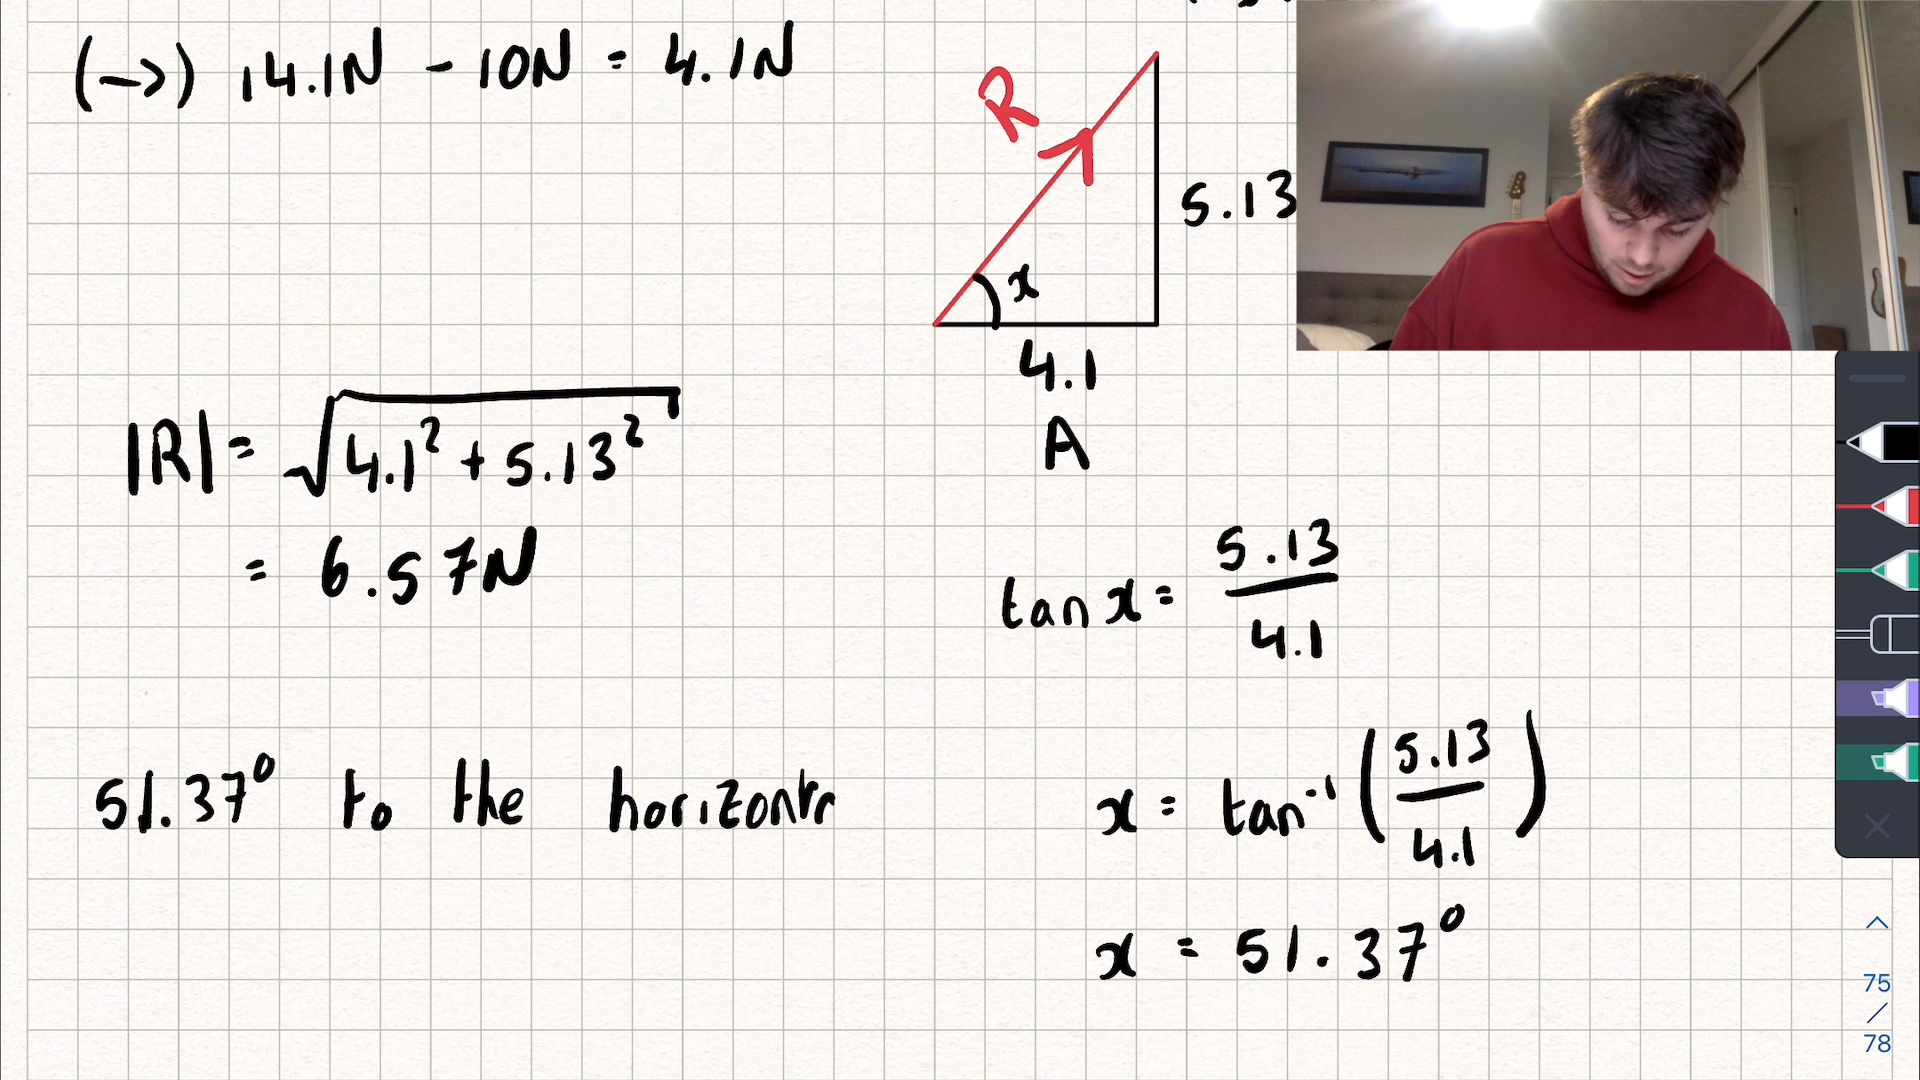 (->) 14.1N - 10N = 4.1N
R
5.13
x
4.1
A
|R| = √4.1² + 5.13²
= 6.57N
tan x = 5.13/4.1
51.37° to the horizont
x = tan⁻¹(5.13/4.1)
x = 51.37°
75
/
78